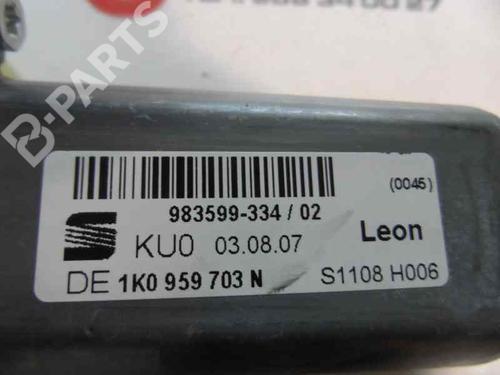 B-PARTS
(0045)
983599-334 / 02
KU0 03.08.07 Leon
DE 1K0 959 703 N S1108 H006